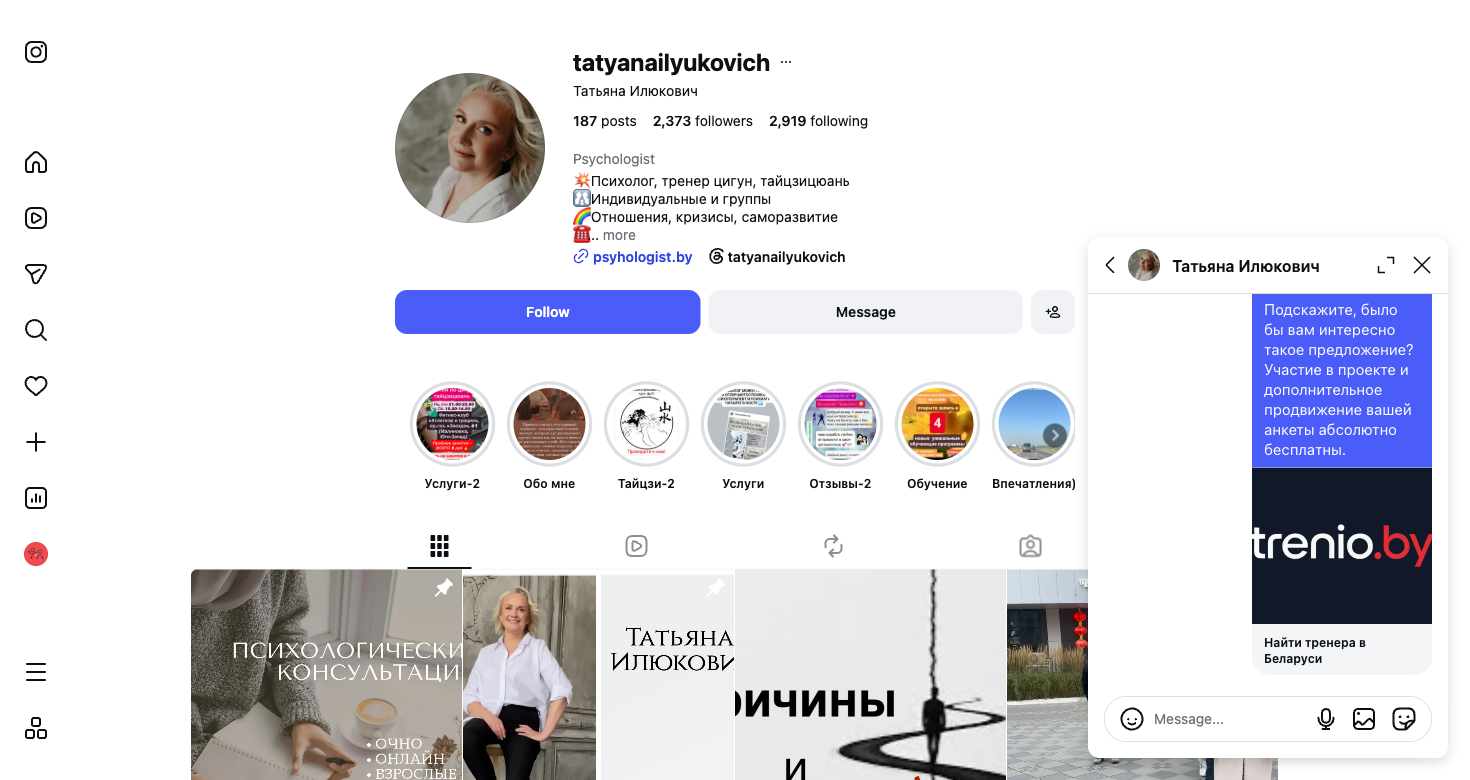 tatyanailyukovich ...
Татьяна Илюкович
187 posts 2,373 followers 2,919 following
Psychologist
💥Психолог, тренер цигун, тайцзицюань
🚻Индивидуальные и группы
🌈Отношения, кризисы, саморазвитие
☎️.. more
psyhologist.by tatyanailyukovich
Follow Message
Услуги-2 Обо мне Тайцзи-2 Услуги Отзывы-2 Обучение Впечатления)
ПСИХОЛОГИЧЕСКИ
КОНСУЛЬТАЦИ
• ОЧНО
• ОНЛАЙН
• ВЗРОСЛЫЕ
Татьяна
Илюкови
ричины
и
Татьяна Илюкович
Подскажите, было
бы вам интересно
такое предложение?
Участие в проекте и
дополнительное
продвижение вашей
анкеты абсолютно
бесплатны.
trenio.by
Найти тренера в
Беларуси
Message...